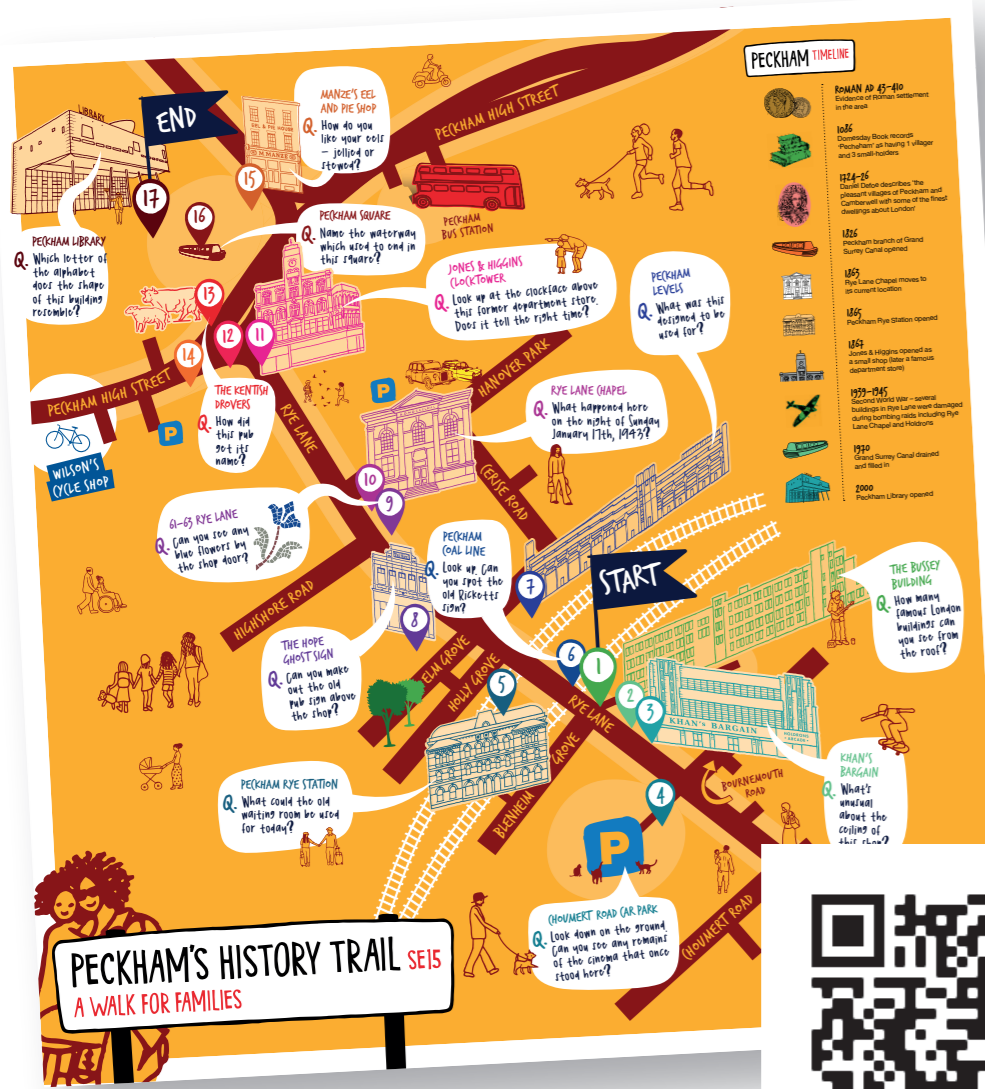 PECKHAM TIMELINE
ROMAN AD 43-410
Evidence of Roman settlement
in the area
1086
Domesday Book records
'Pecheham' as having 1 villager
and 3 small-holders
1724-26
Daniel Defoe describes 'the
pleasant villages of Peckham and
Camberwell with some of the finest
dwellings about London'
1826
Peckham branch of Grand
Surrey Canal opened
1863
Rye Lane Chapel moves to
its current location
1865
Peckham Rye Station opened
1867
Jones & Higgins opened as
a small shop (later a famous
department store)
1939-1945
Second World War – several
buildings in Rye Lane were damaged
during bombing raids including Rye
Lane Chapel and Holdrons
1970
Grand Surrey Canal drained
and filled in
2000
Peckham Library opened
LIBRARY
END
17
EEL & PIE HOUSE
M MANZE
15
MANZE'S EEL
AND PIE SHOP
Q. How do you
like your eels
– jellied or
stewed?
PECKHAM HIGH STREET
PECKHAM
BUS STATION
16
PECKHAM SQUARE
Q. Name the waterway
which used to end in
this square?
PECKHAM LIBRARY
Q. Which letter of
the alphabet
does the shape
of this building
resemble?
JONES & HIGGINS
CLOCKTOWER
Q. Look up at the clockface above
this former department store.
Does it tell the right time?
PECKHAM
LEVELS
Q. What was this
designed to be
used for?
13
12
11
14
PECKHAM HIGH STREET
P
WILSON'S
CYCLE SHOP
THE KENTISH
DROVERS
Q. How did
this pub
get its
name?
RYE LANE
P
HANOVER PARK
RYE LANE CHAPEL
Q. What happened here
on the night of Sunday
January 17th, 1943?
CERISE ROAD
10
9
61-63 RYE LANE
Q. Can you see any
blue flowers by
the shop door?
HIGHSHORE ROAD
PECKHAM
COAL LINE
Q. Look up. Can
you spot the
old Ricketts
sign?
7
START
THE BUSSEY
BUILDING
Q. How many
famous London
buildings can
you see from
the roof?
8
THE HOPE
GHOST SIGN
Q. Can you make
out the old
pub sign above
the shop?
ELM GROVE
HOLLY GROVE
5
6
1
2
3
RYE LANE
KHAN'S BARGAIN
HOLDRONS
ARCADE
BLENHEIM
GROVE
PECKHAM RYE STATION
Q. What could the old
waiting room be used
for today?
4
BOURNEMOUTH
ROAD
KHAN'S
BARGAIN
Q. What's
unusual
about the
ceiling of
this shop?
P
CHOUMERT ROAD CAR PARK
Q. Look down on the ground.
Can you see any remains
of the cinema that once
stood here?
CHOUMERT ROAD
PECKHAM'S HISTORY TRAIL SE15
A WALK FOR FAMILIES